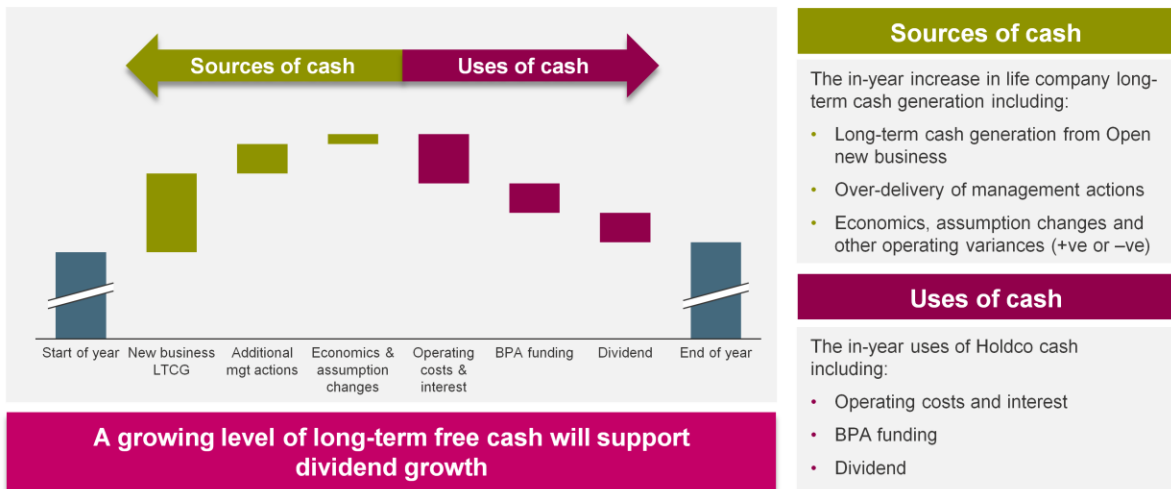 Sources of cash
Uses of cash
Start of year
New business
LTCG
Additional
mgt actions
Economics &
assumption
changes
Operating
costs &
interest
BPA funding
Dividend
End of year
A growing level of long-term free cash will support
dividend growth
Sources of cash
The in-year increase in life company long-
term cash generation including:
• Long-term cash generation from Open
new business
• Over-delivery of management actions
• Economics, assumption changes and
other operating variances (+ve or –ve)
Uses of cash
The in-year uses of Holdco cash
including:
• Operating costs and interest
• BPA funding
• Dividend